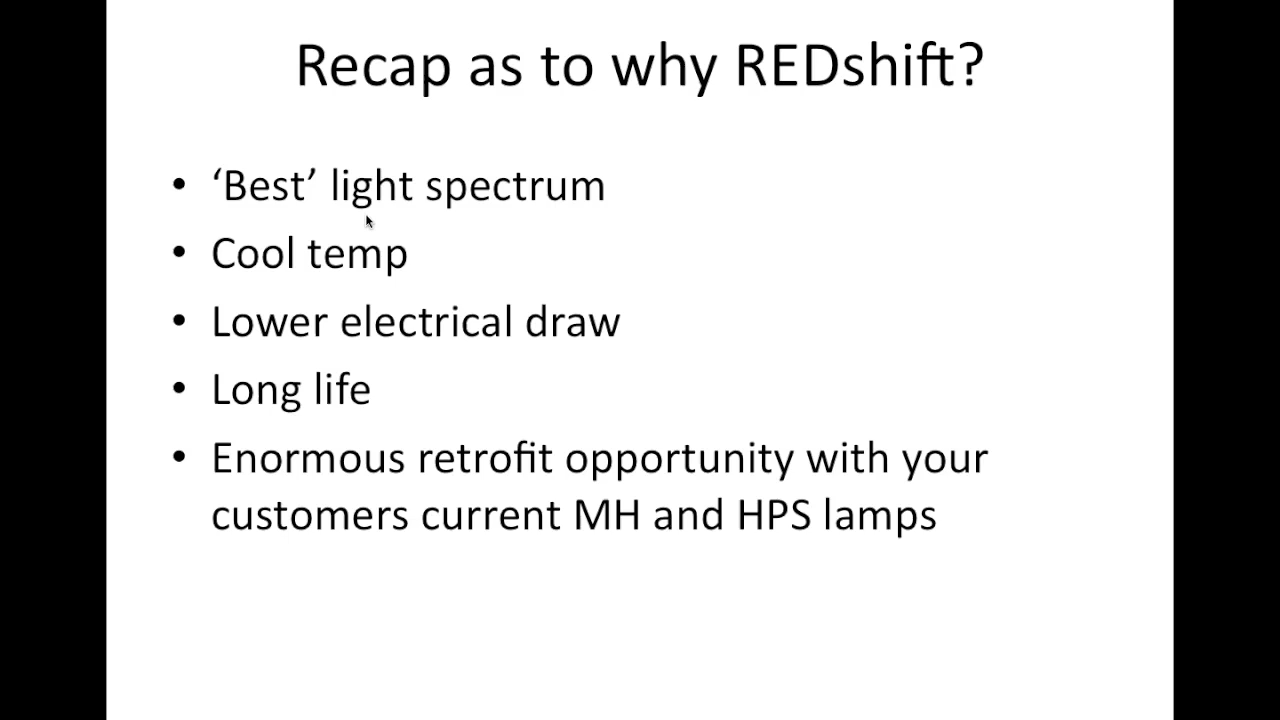 Recap as to why REDshift?
• ‘Best’ light spectrum
• Cool temp
• Lower electrical draw
• Long life
• Enormous retrofit opportunity with your
customers current MH and HPS lamps